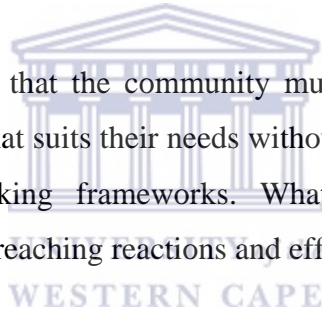 that the community mu
at suits their needs witho
king frameworks. What
UNIVERSITY of the
reaching reactions and eff
WESTERN CAPE